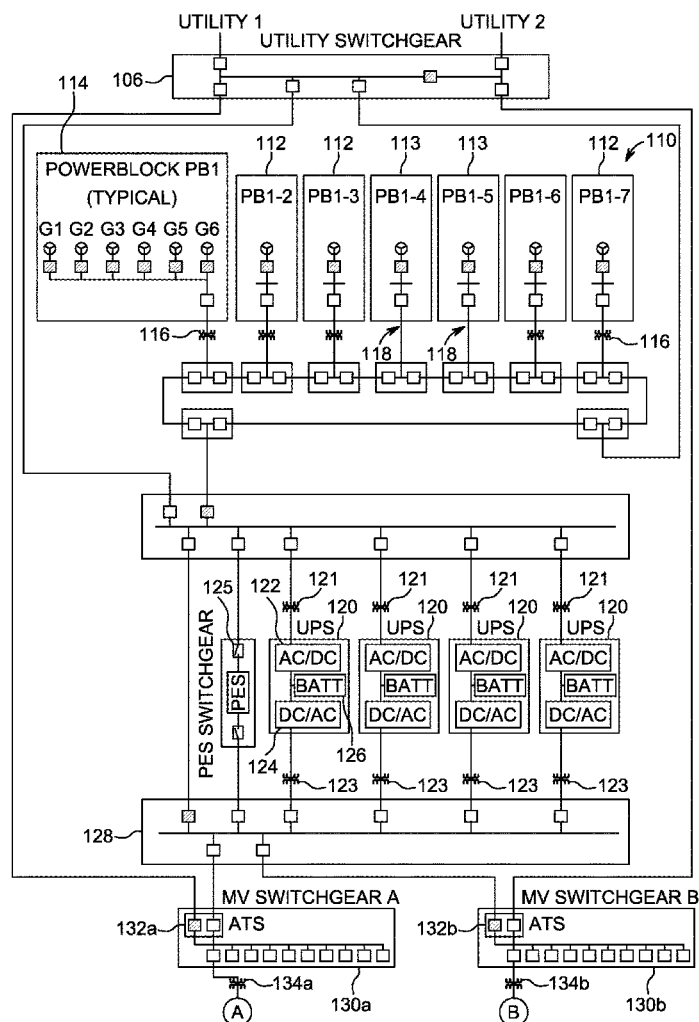 UTILITY 1
UTILITY 2
UTILITY SWITCHGEAR
106
114
POWERBLOCK PB1
(TYPICAL)
G1 G2 G3 G4 G5 G6
112 112 113 113 112 110
PB1-2 PB1-3 PB1-4 PB1-5 PB1-6 PB1-7
116 118 118 116
121 121 121 121
125 122 120 120 120 120
UPS UPS UPS UPS
PES SWITCHGEAR
PES
AC/DC AC/DC AC/DC AC/DC
BATT BATT BATT BATT
DC/AC DC/AC DC/AC DC/AC
124 126
123 123 123 123
128
MV SWITCHGEAR A
MV SWITCHGEAR B
132a ATS
132b ATS
134a 130a
134b 130b
A
B